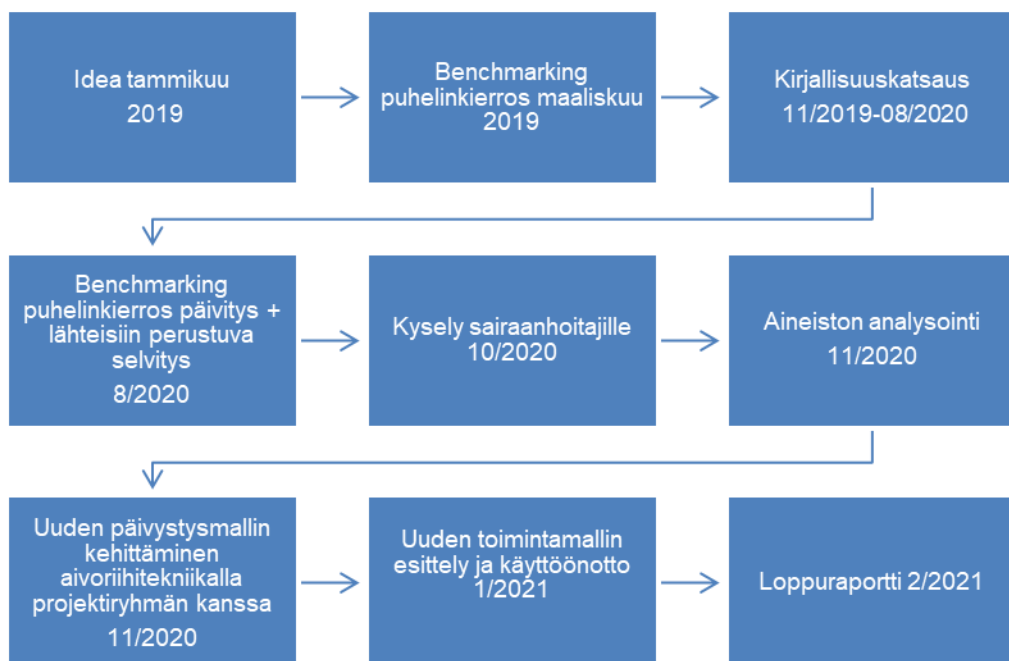 Idea tammikuu
2019
Benchmarking
puhelinkierros maaliskuu
2019
Kirjallisuuskatsaus
11/2019-08/2020
Benchmarking
puhelinkierros päivitys +
lähteisiin perustuva
selvitys
8/2020
Kysely sairaanhoitajille
10/2020
Aineiston analysointi
11/2020
Uuden päivystysmallin
kehittäminen
aivoriihitekniikalla
projektiryhmän kanssa
11/2020
Uuden toimintamallin
esittely ja käyttöönotto
1/2021
Loppuraportti 2/2021